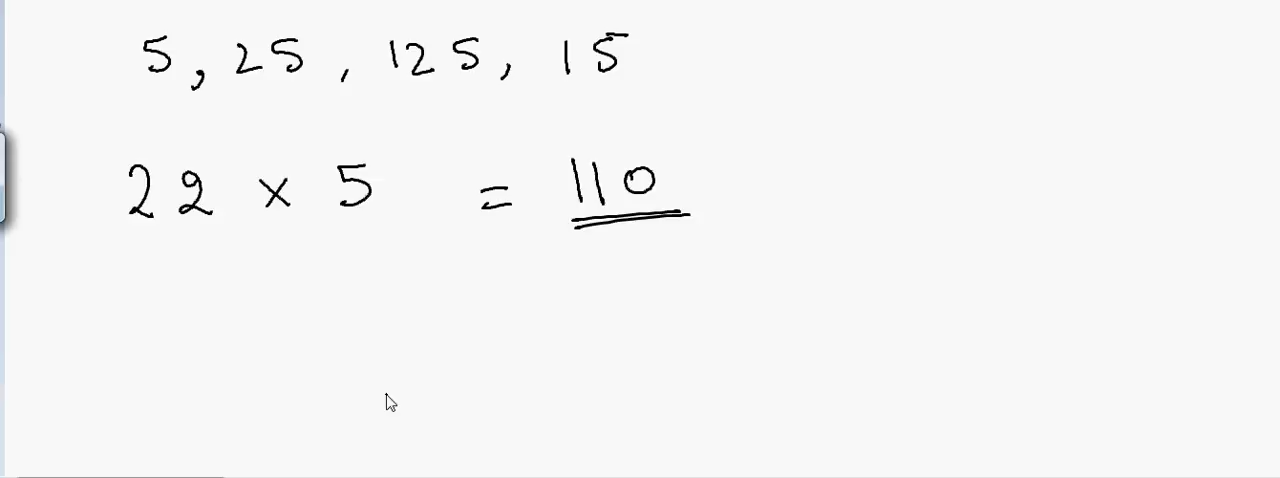 5, 25, 125, 15
22 × 5 = 110